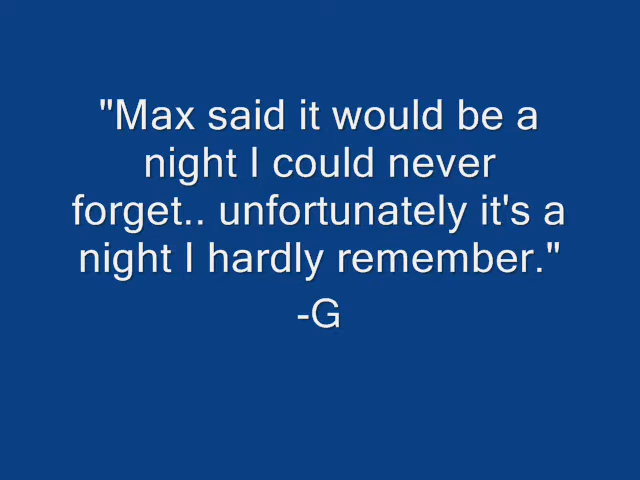 "Max said it would be a
night I could never
forget.. unfortunately it's a
night I hardly remember."
-G